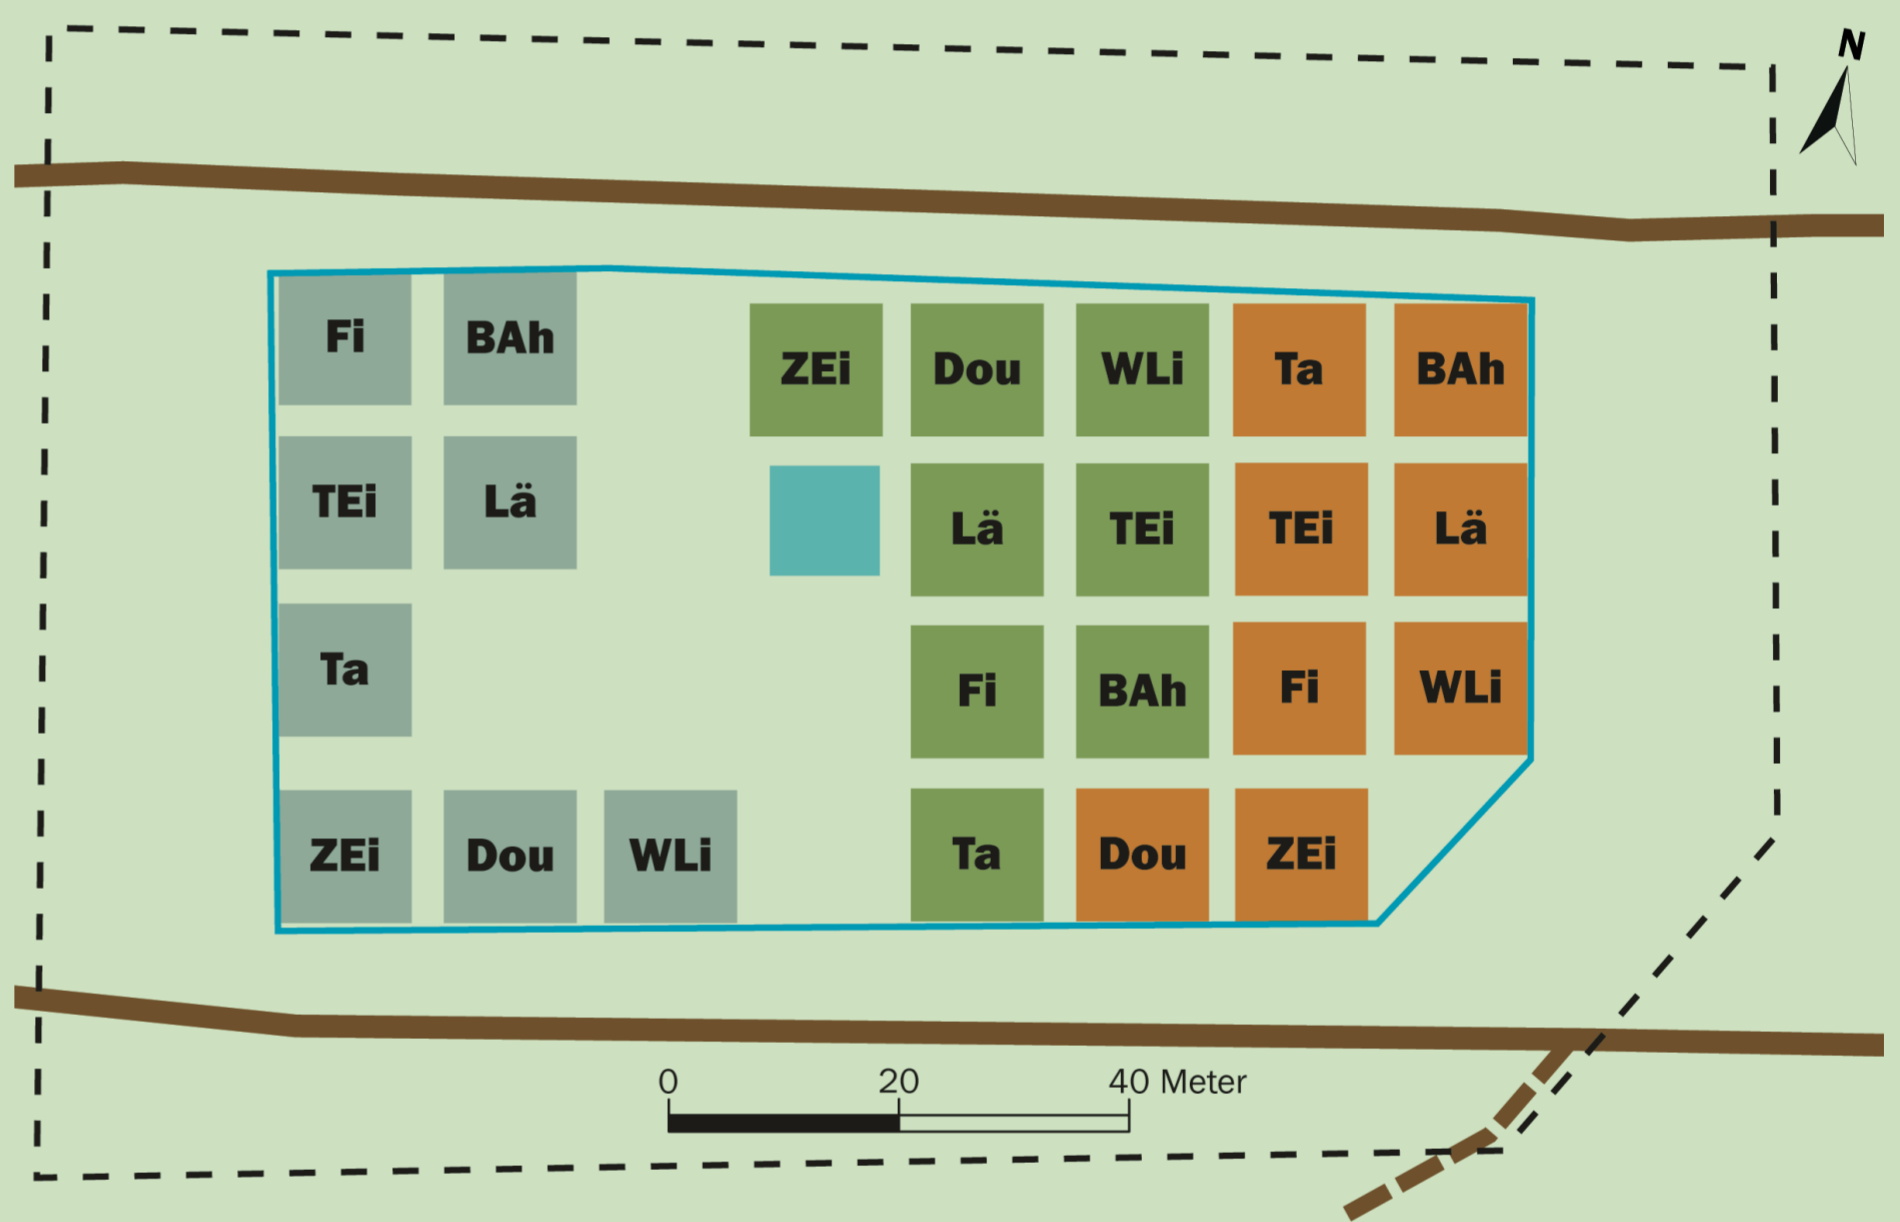 N
Fi BAh
ZEi Dou WLi Ta BAh
TEi Lä
Lä TEi TEi Lä
Ta
Fi BAh Fi WLi
ZEi Dou WLi Ta Dou ZEi
0 20 40 Meter